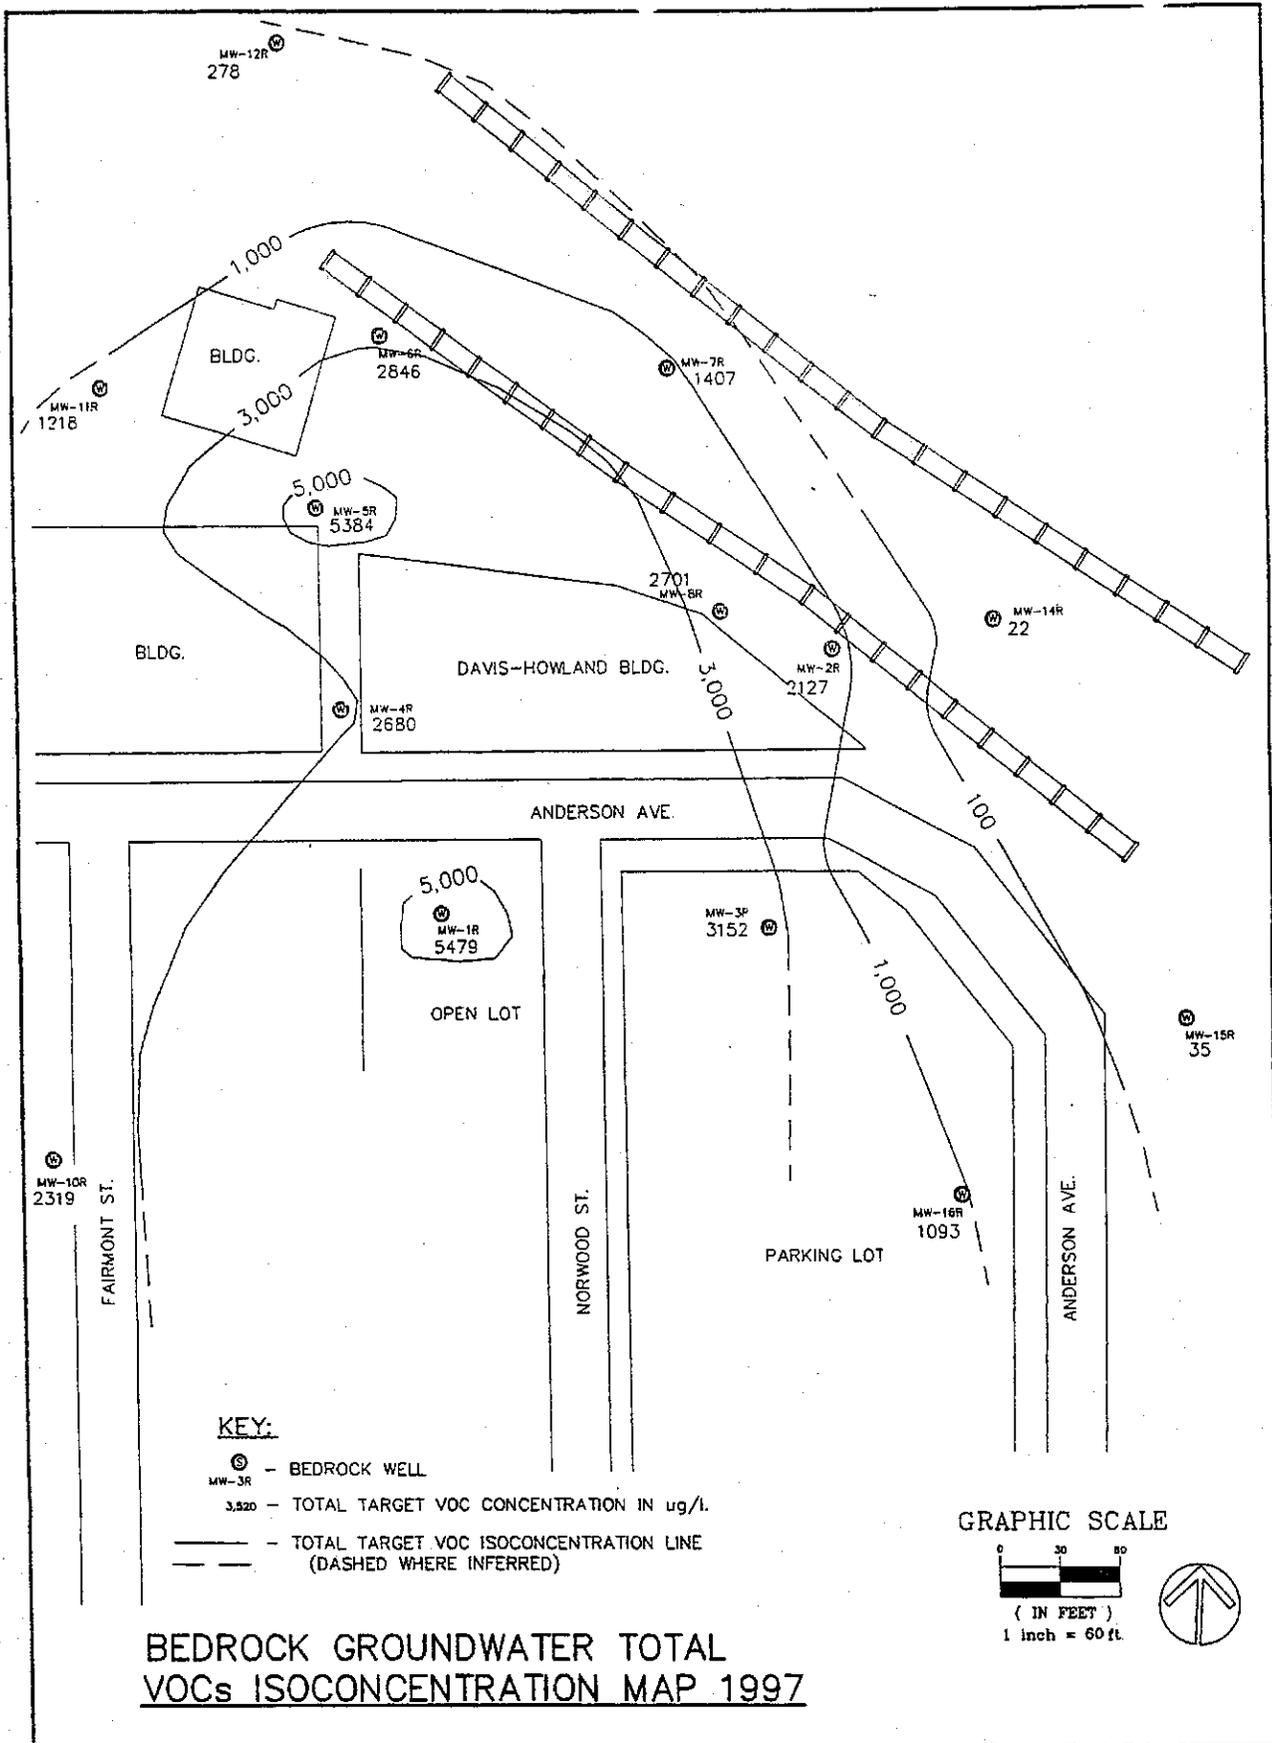 MW-12R
278
1,000
BLDG.
MW-6R
2846
MW-7R
1407
MW-11R
1218
3,000
5,000
MW-5R
5384
2701
MW-8R
MW-14R
22
BLDG.
DAVIS-HOWLAND BLDG.
3,000
MW-2R
2127
MW-4R
2680
ANDERSON AVE.
100
5,000
MW-1R
5479
MW-3R
3152
1,000
OPEN LOT
MW-15R
35
MW-10R
2319
FAIRMONT ST.
NORWOOD ST.
MW-16R
1093
PARKING LOT
ANDERSON AVE.
KEY:
MW-3R
- BEDROCK WELL
3,520 - TOTAL TARGET VOC CONCENTRATION IN ug/l.
- TOTAL TARGET VOC ISOCONCENTRATION LINE
(DASHED WHERE INFERRED)
GRAPHIC SCALE
0 30 60
( IN FEET )
1 inch = 60 ft.
BEDROCK GROUNDWATER TOTAL
VOCs ISOCONCENTRATION MAP 1997